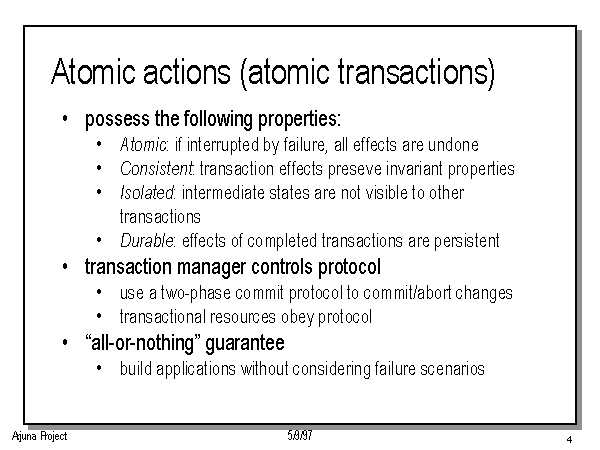 Atomic actions (atomic transactions)
• possess the following properties:
• Atomic: if interrupted by failure, all effects are undone
• Consistent: transaction effects preseve invariant properties
• Isolated: intermediate states are not visible to other
transactions
• Durable: effects of completed transactions are persistent
• transaction manager controls protocol
• use a two-phase commit protocol to commit/abort changes
• transactional resources obey protocol
• “all-or-nothing” guarantee
• build applications without considering failure scenarios
Arjuna Project
5/9/97
4